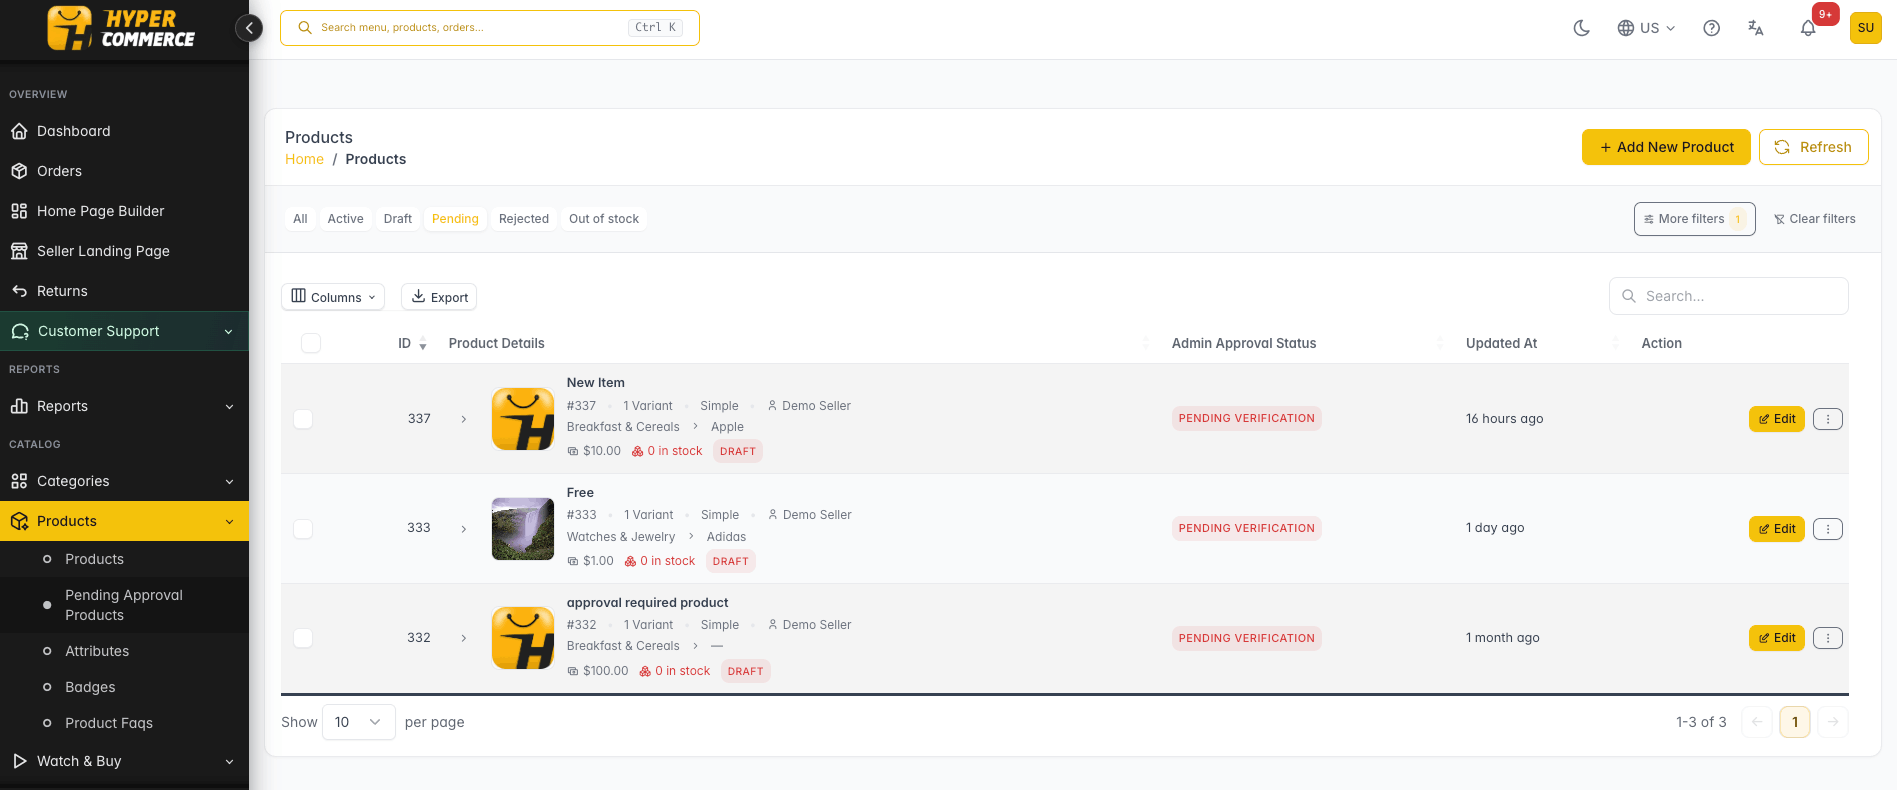 HYPER
COMMERCE
Search menu, products, orders...
Ctrl K
US
9+
SU
OVERVIEW
Dashboard
Orders
Home Page Builder
Seller Landing Page
Returns
Customer Support
REPORTS
Reports
CATALOG
Categories
Products
Products
Pending Approval
Products
Attributes
Badges
Product Faqs
Watch & Buy
Products
Home / Products
+ Add New Product
Refresh
All Active Draft Pending Rejected Out of stock
More filters 1
Clear filters
Columns
Export
Search...
ID Product Details Admin Approval Status Updated At Action
337
New Item
#337 • 1 Variant • Simple • Demo Seller
Breakfast & Cereals > Apple
$10.00 0 in stock DRAFT
PENDING VERIFICATION
16 hours ago
Edit
333
Free
#333 • 1 Variant • Simple • Demo Seller
Watches & Jewelry > Adidas
$1.00 0 in stock DRAFT
PENDING VERIFICATION
1 day ago
Edit
332
approval required product
#332 • 1 Variant • Simple • Demo Seller
Breakfast & Cereals > —
$100.00 0 in stock DRAFT
PENDING VERIFICATION
1 month ago
Edit
Show 10 per page
1-3 of 3
1